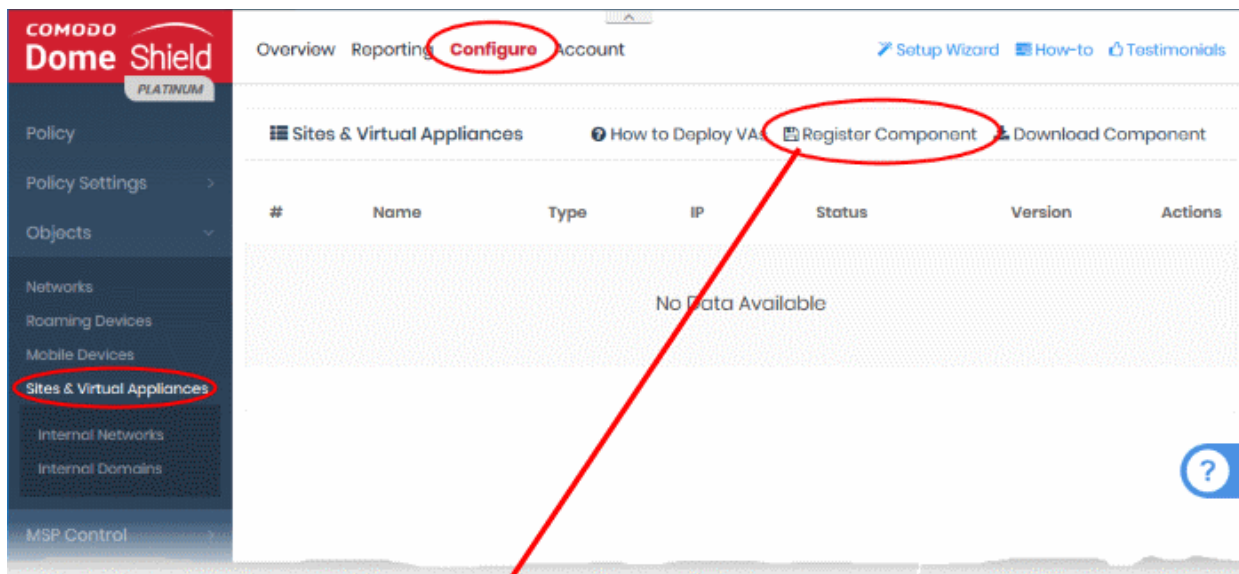 COMODO
Dome Shield
PLATINUM
Overview Reporting Configure Account
Setup Wizard How-to Testimonials
Policy
Policy Settings
Objects
Networks
Roaming Devices
Mobile Devices
Sites & Virtual Appliances
Internal Networks
Internal Domains
MSP Control
Sites & Virtual Appliances How to Deploy VAs Register Component Download Component
# Name Type IP Status Version Actions
No Data Available
?